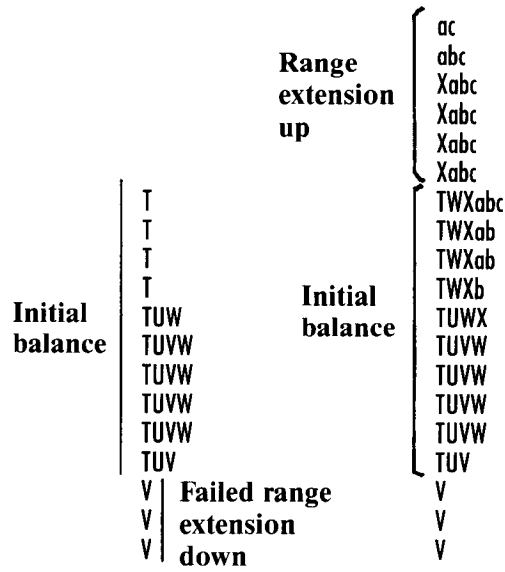 Initial
balance
T
T
T
T
TUW
TUVW
TUVW
TUVW
TUVW
TUV
V
V
V
Failed range
extension
down
Range
extension
up
Initial
balance
ac
abc
Xabc
Xabc
Xabc
Xabc
TWXabc
TWXab
TWXab
TWXb
TUWX
TUVW
TUVW
TUVW
TUVW
TUV
V
V
V